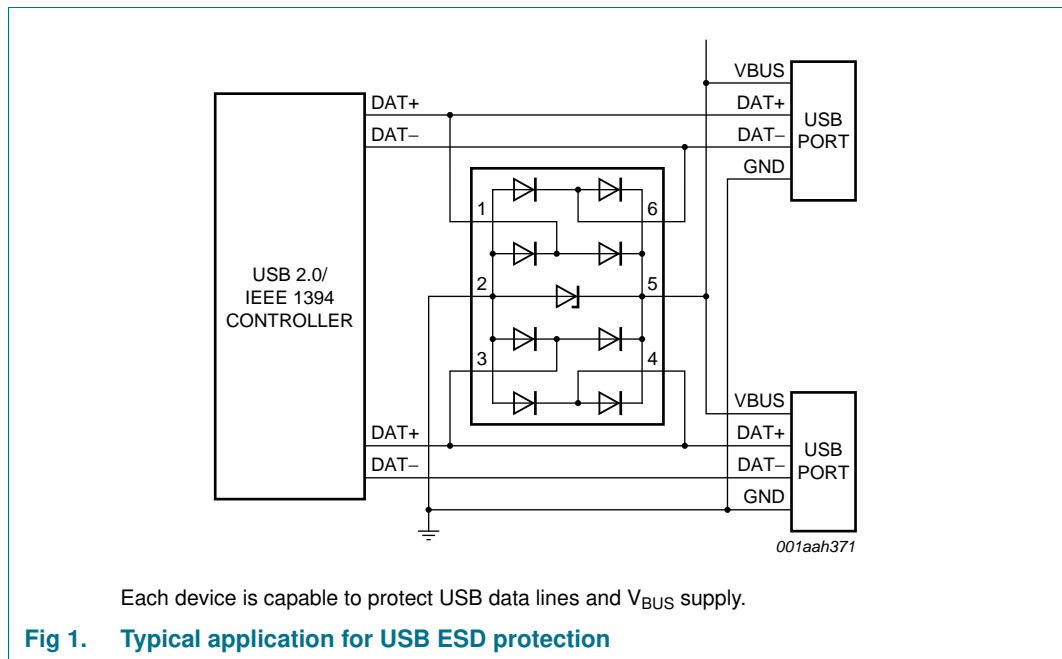 VBUS
DAT+
DAT−
GND
USB
PORT
DAT+
DAT−
USB 2.0/
IEEE 1394
CONTROLLER
1
6
2
5
3
4
DAT+
DAT−
VBUS
DAT+
DAT−
GND
USB
PORT
001aah371
Each device is capable to protect USB data lines and VBUS supply.
Fig 1. Typical application for USB ESD protection